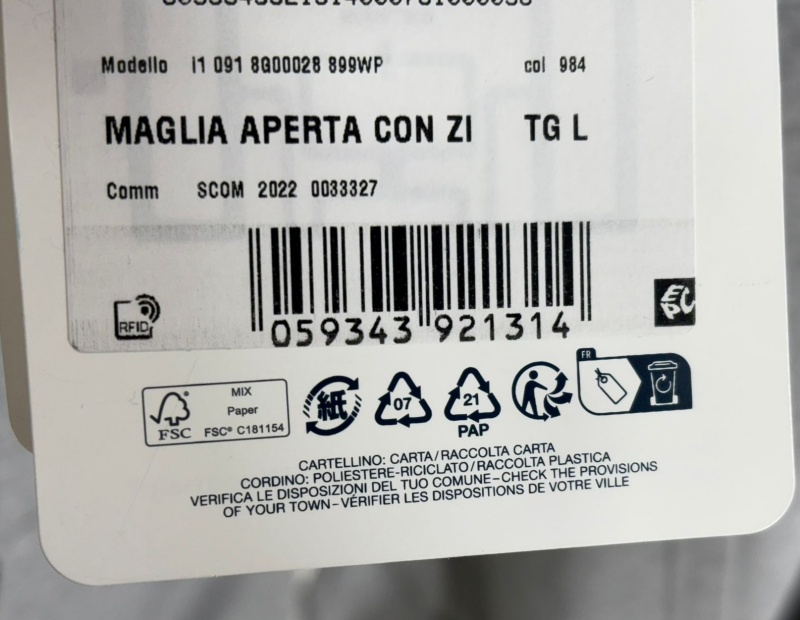 Modello i1 091 8G00028 899WP col 984
MAGLIA APERTA CON ZI TG L
Comm SCOM 2022 0033327
RFID
059343 921314
FR
MIX
Paper
FSC FSC® C181154
紙
07
21
PAP
CARTELLINO: CARTA/RACCOLTA CARTA
CORDINO: POLIESTERE-RICICLATO/RACCOLTA PLASTICA
VERIFICA LE DISPOSIZIONI DEL TUO COMUNE–CHECK THE PROVISIONS
OF YOUR TOWN–VÉRIFIER LES DISPOSITIONS DE VOTRE VILLE